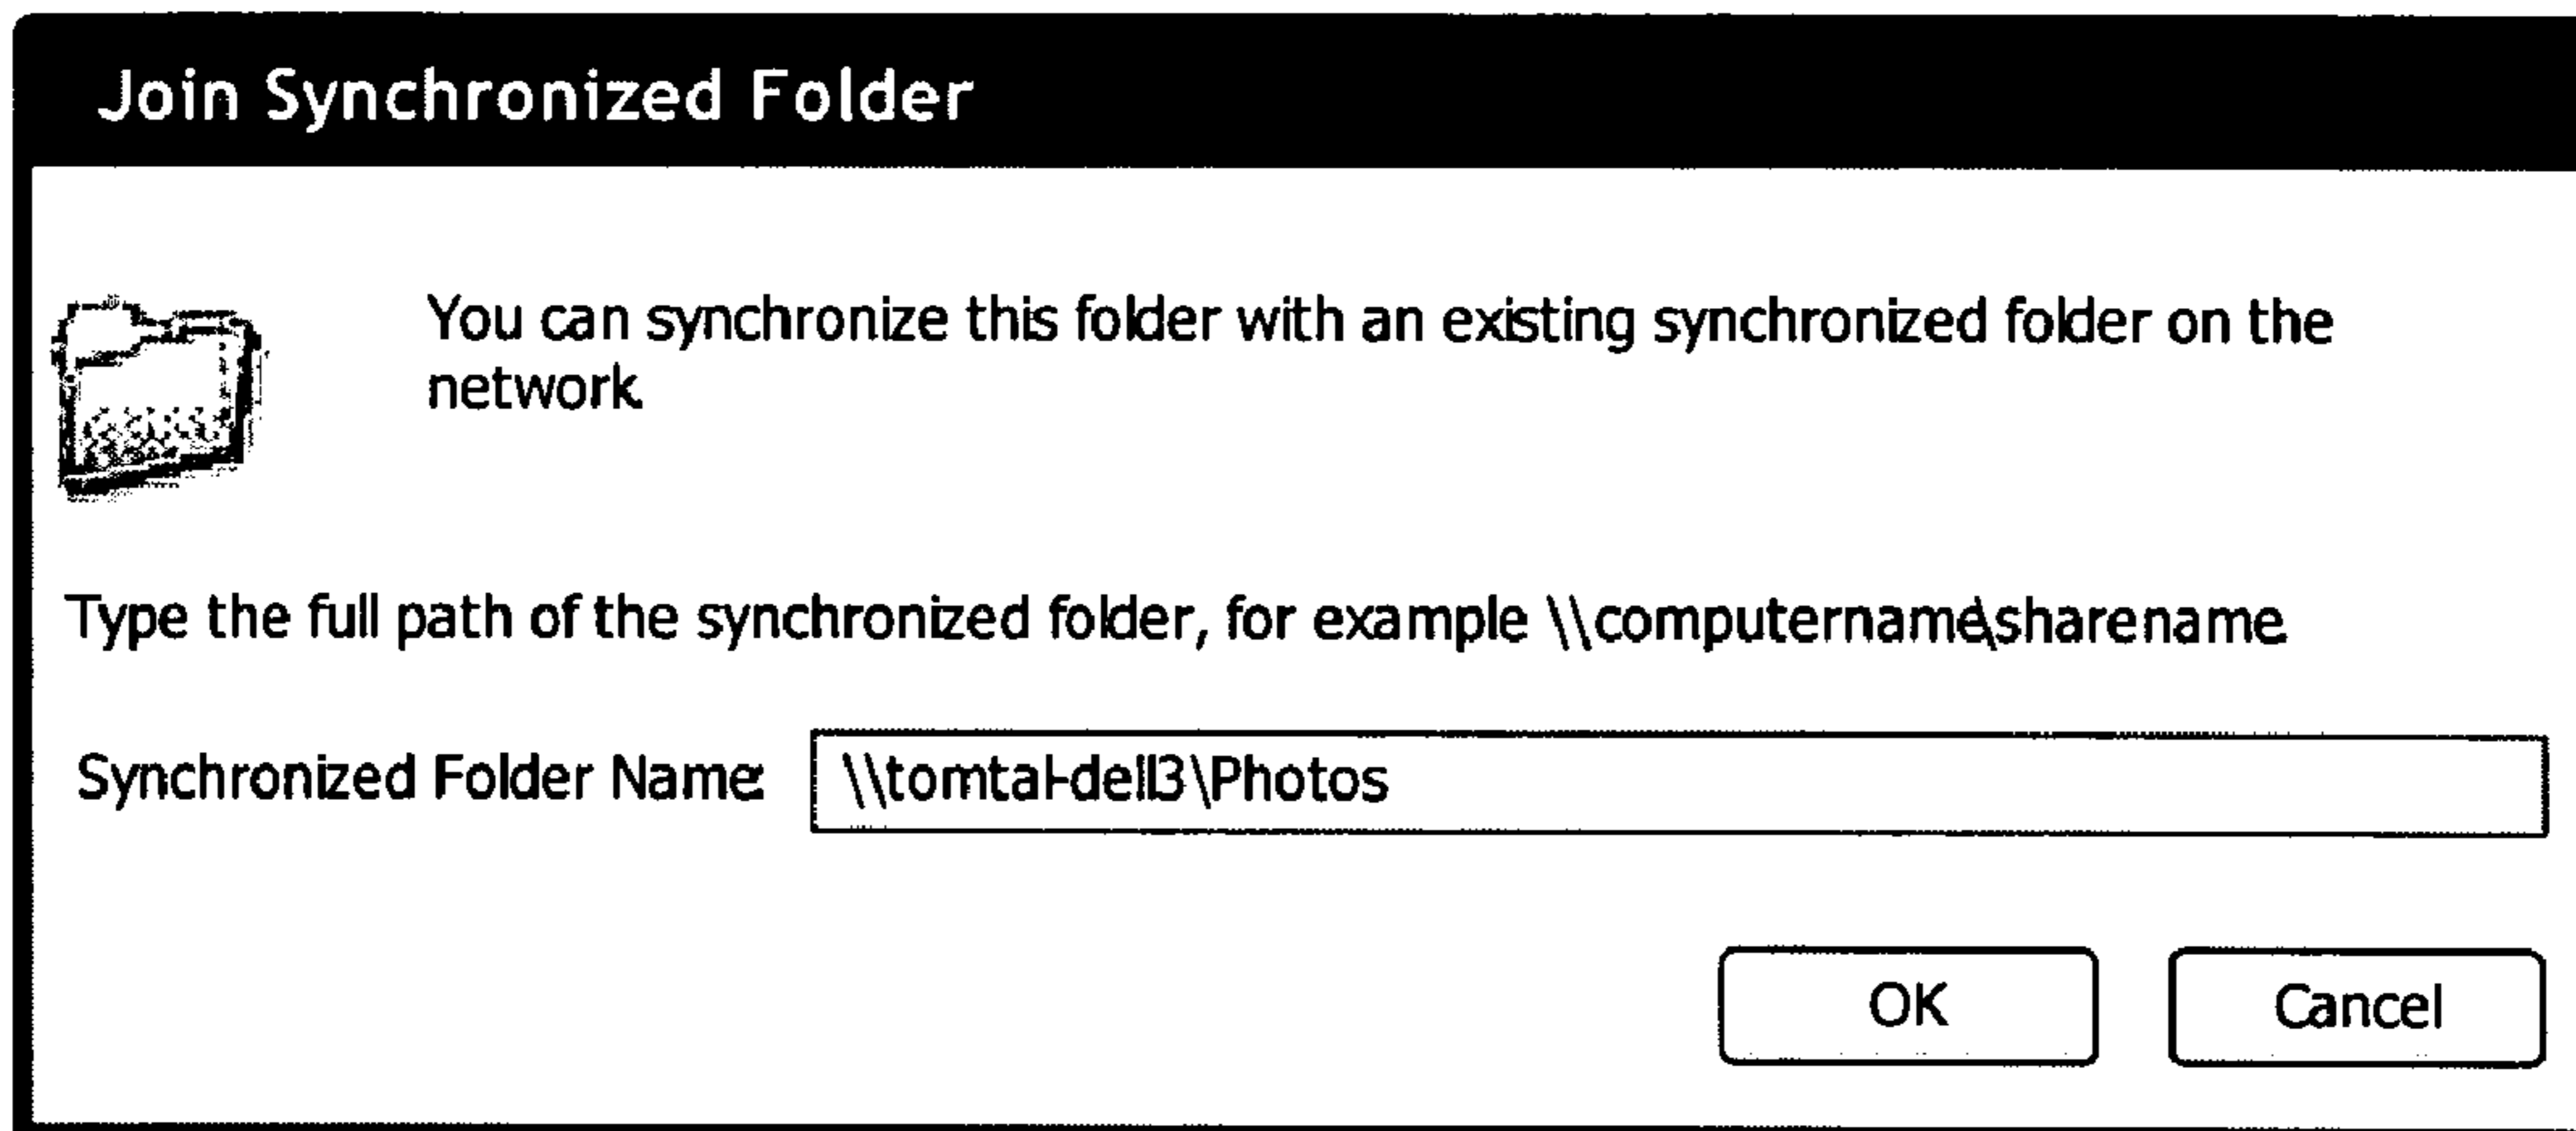 Join Synchronized Folder
You can synchronize this folder with an existing synchronized folder on the
network.
Type the full path of the synchronized folder, for example \\computername\sharename.
Synchronized Folder Name: \\tomtal-dell3\Photos
OK Cancel